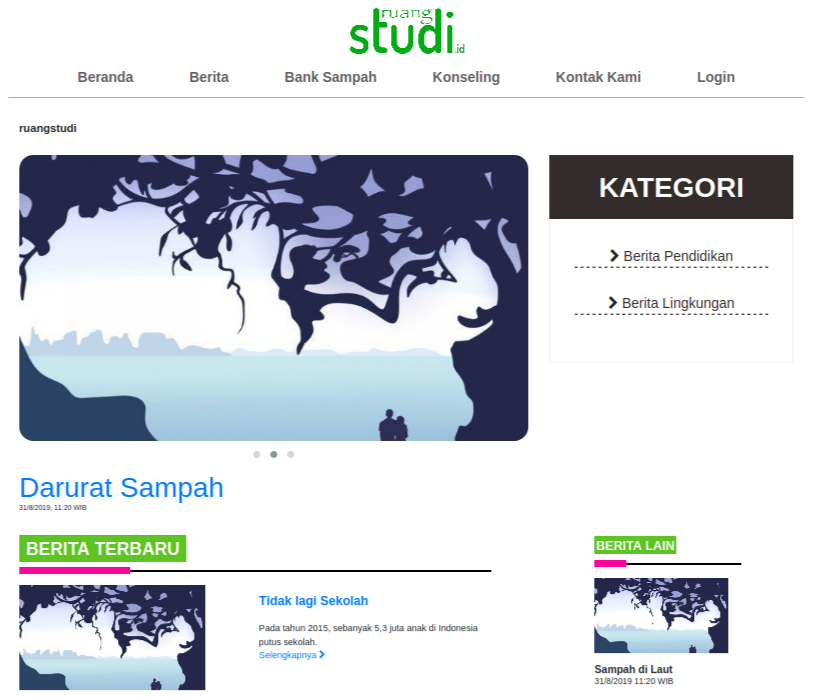 ruang
studi.id
Beranda Berita Bank Sampah Konseling Kontak Kami Login
ruangstudi
KATEGORI
Berita Pendidikan
Berita Lingkungan
Darurat Sampah
31/8/2019, 11:20 WIB
BERITA TERBARU
Tidak lagi Sekolah
Pada tahun 2015, sebanyak 5,3 juta anak di Indonesia
putus sekolah.
Selengkapnya
BERITA LAIN
Sampah di Laut
31/8/2019 11:20 WIB